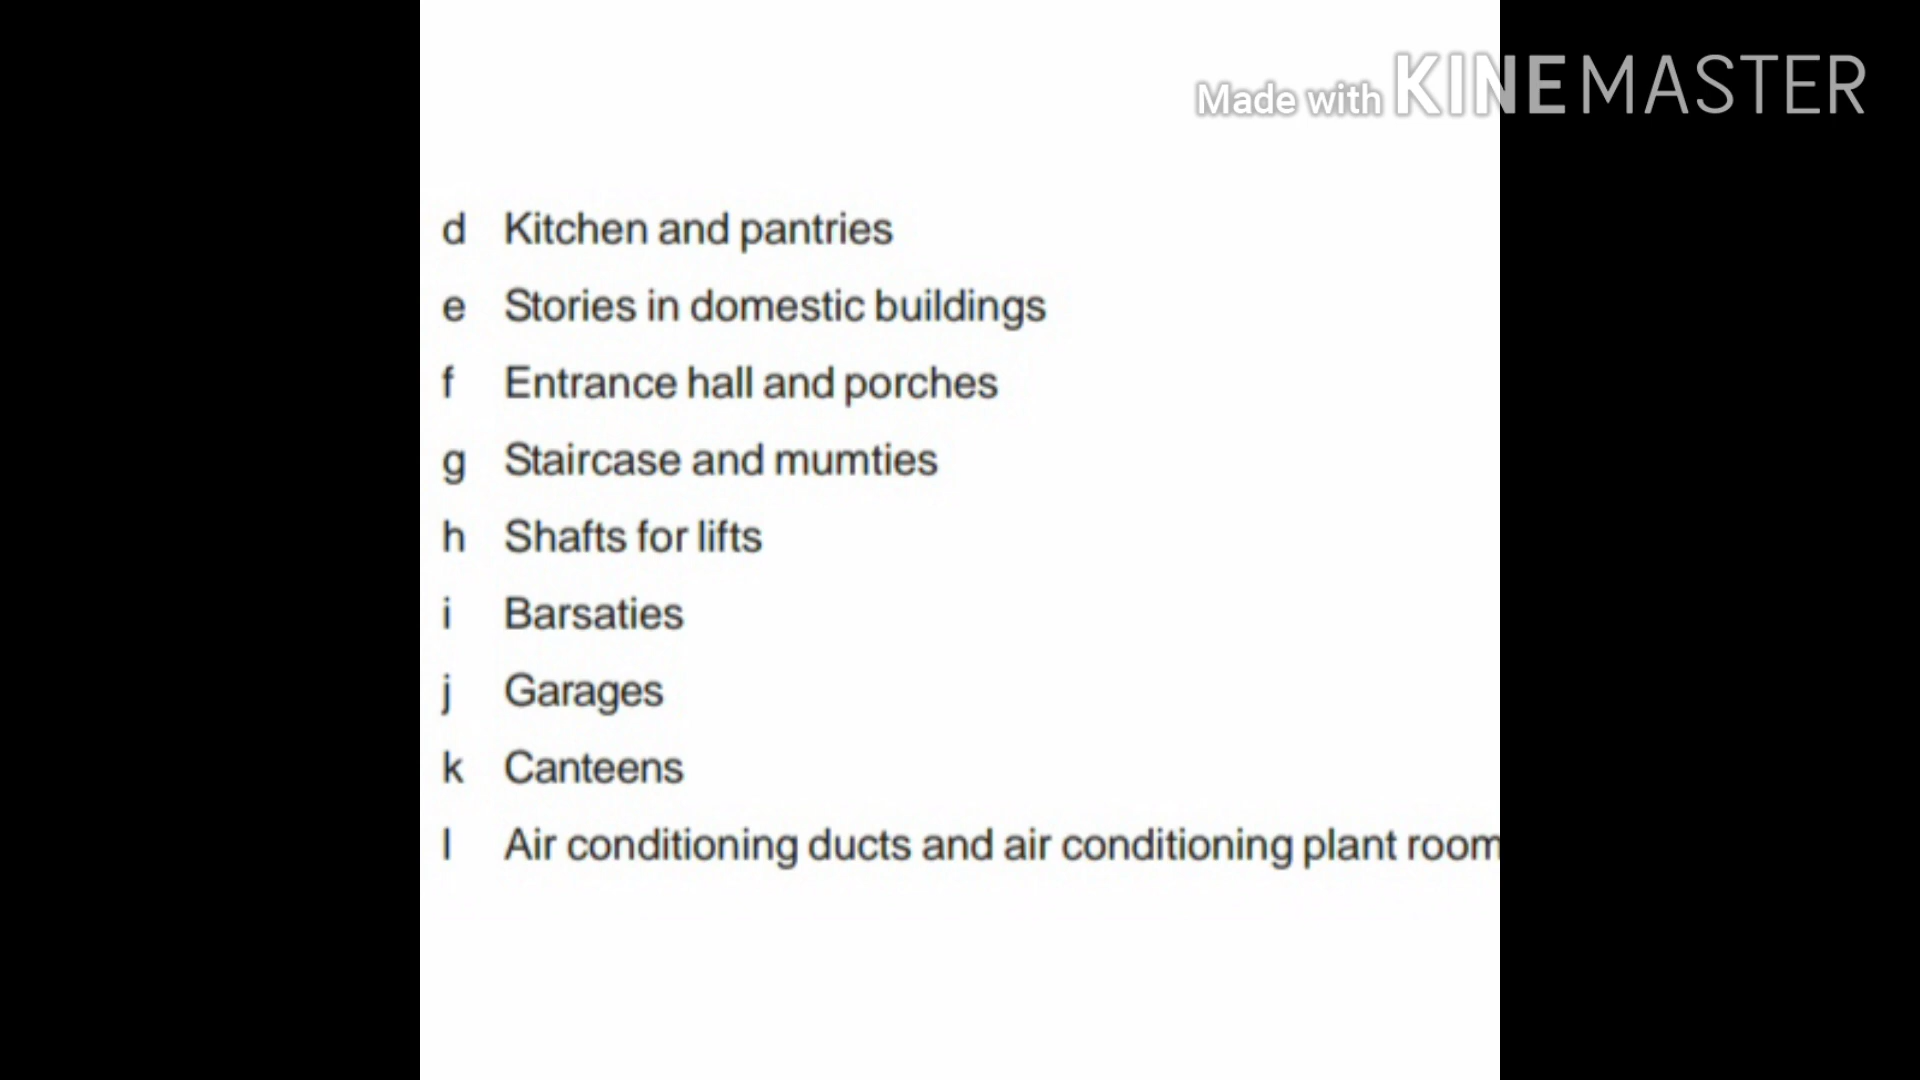 Made with KINEMASTER
d Kitchen and pantries
e Stories in domestic buildings
f Entrance hall and porches
g Staircase and mumties
h Shafts for lifts
i Barsaties
j Garages
k Canteens
l Air conditioning ducts and air conditioning plant room